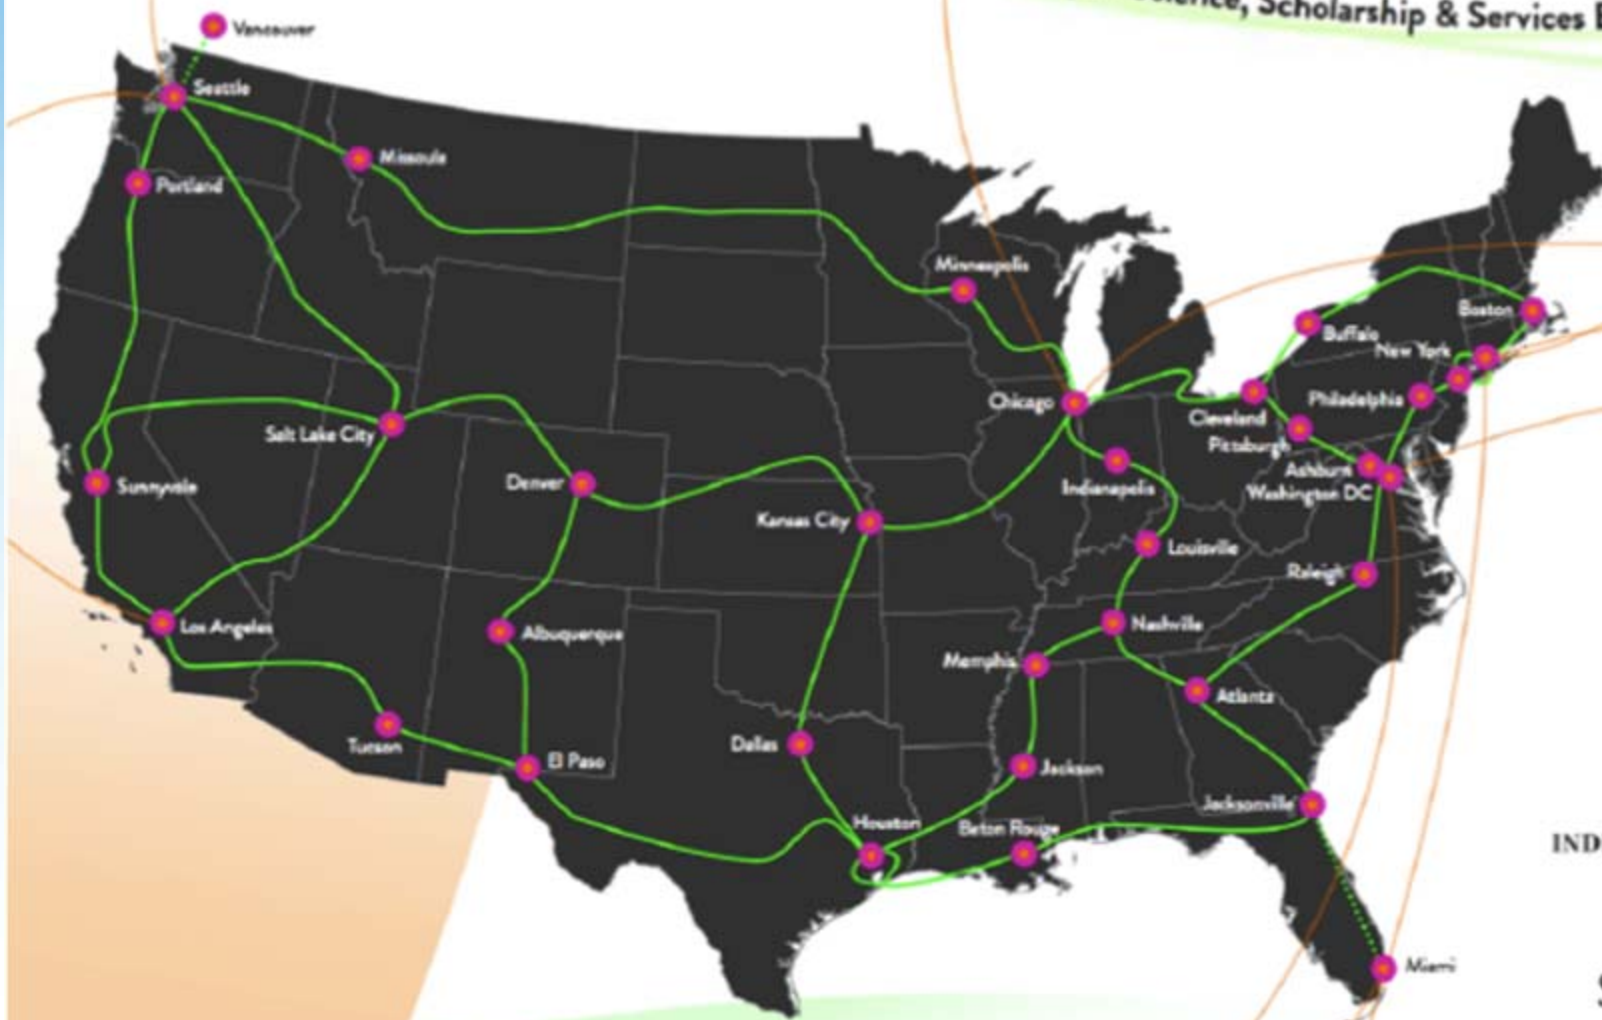 Scholarship & Services
Vancouver
Seattle
Missoula
Portland
Minneapolis
Boston
Buffalo
New York
Chicago
Cleveland
Philadelphia
Salt Lake City
Pittsburgh
Sunnyvale
Denver
Ashburn
Indianapolis
Washington DC
Kansas City
Louisville
Raleigh
Los Angeles
Albuquerque
Nashville
Memphis
Atlanta
Tucson
Dallas
El Paso
Jackson
Jacksonville
Houston
Baton Rouge
IND
Miami